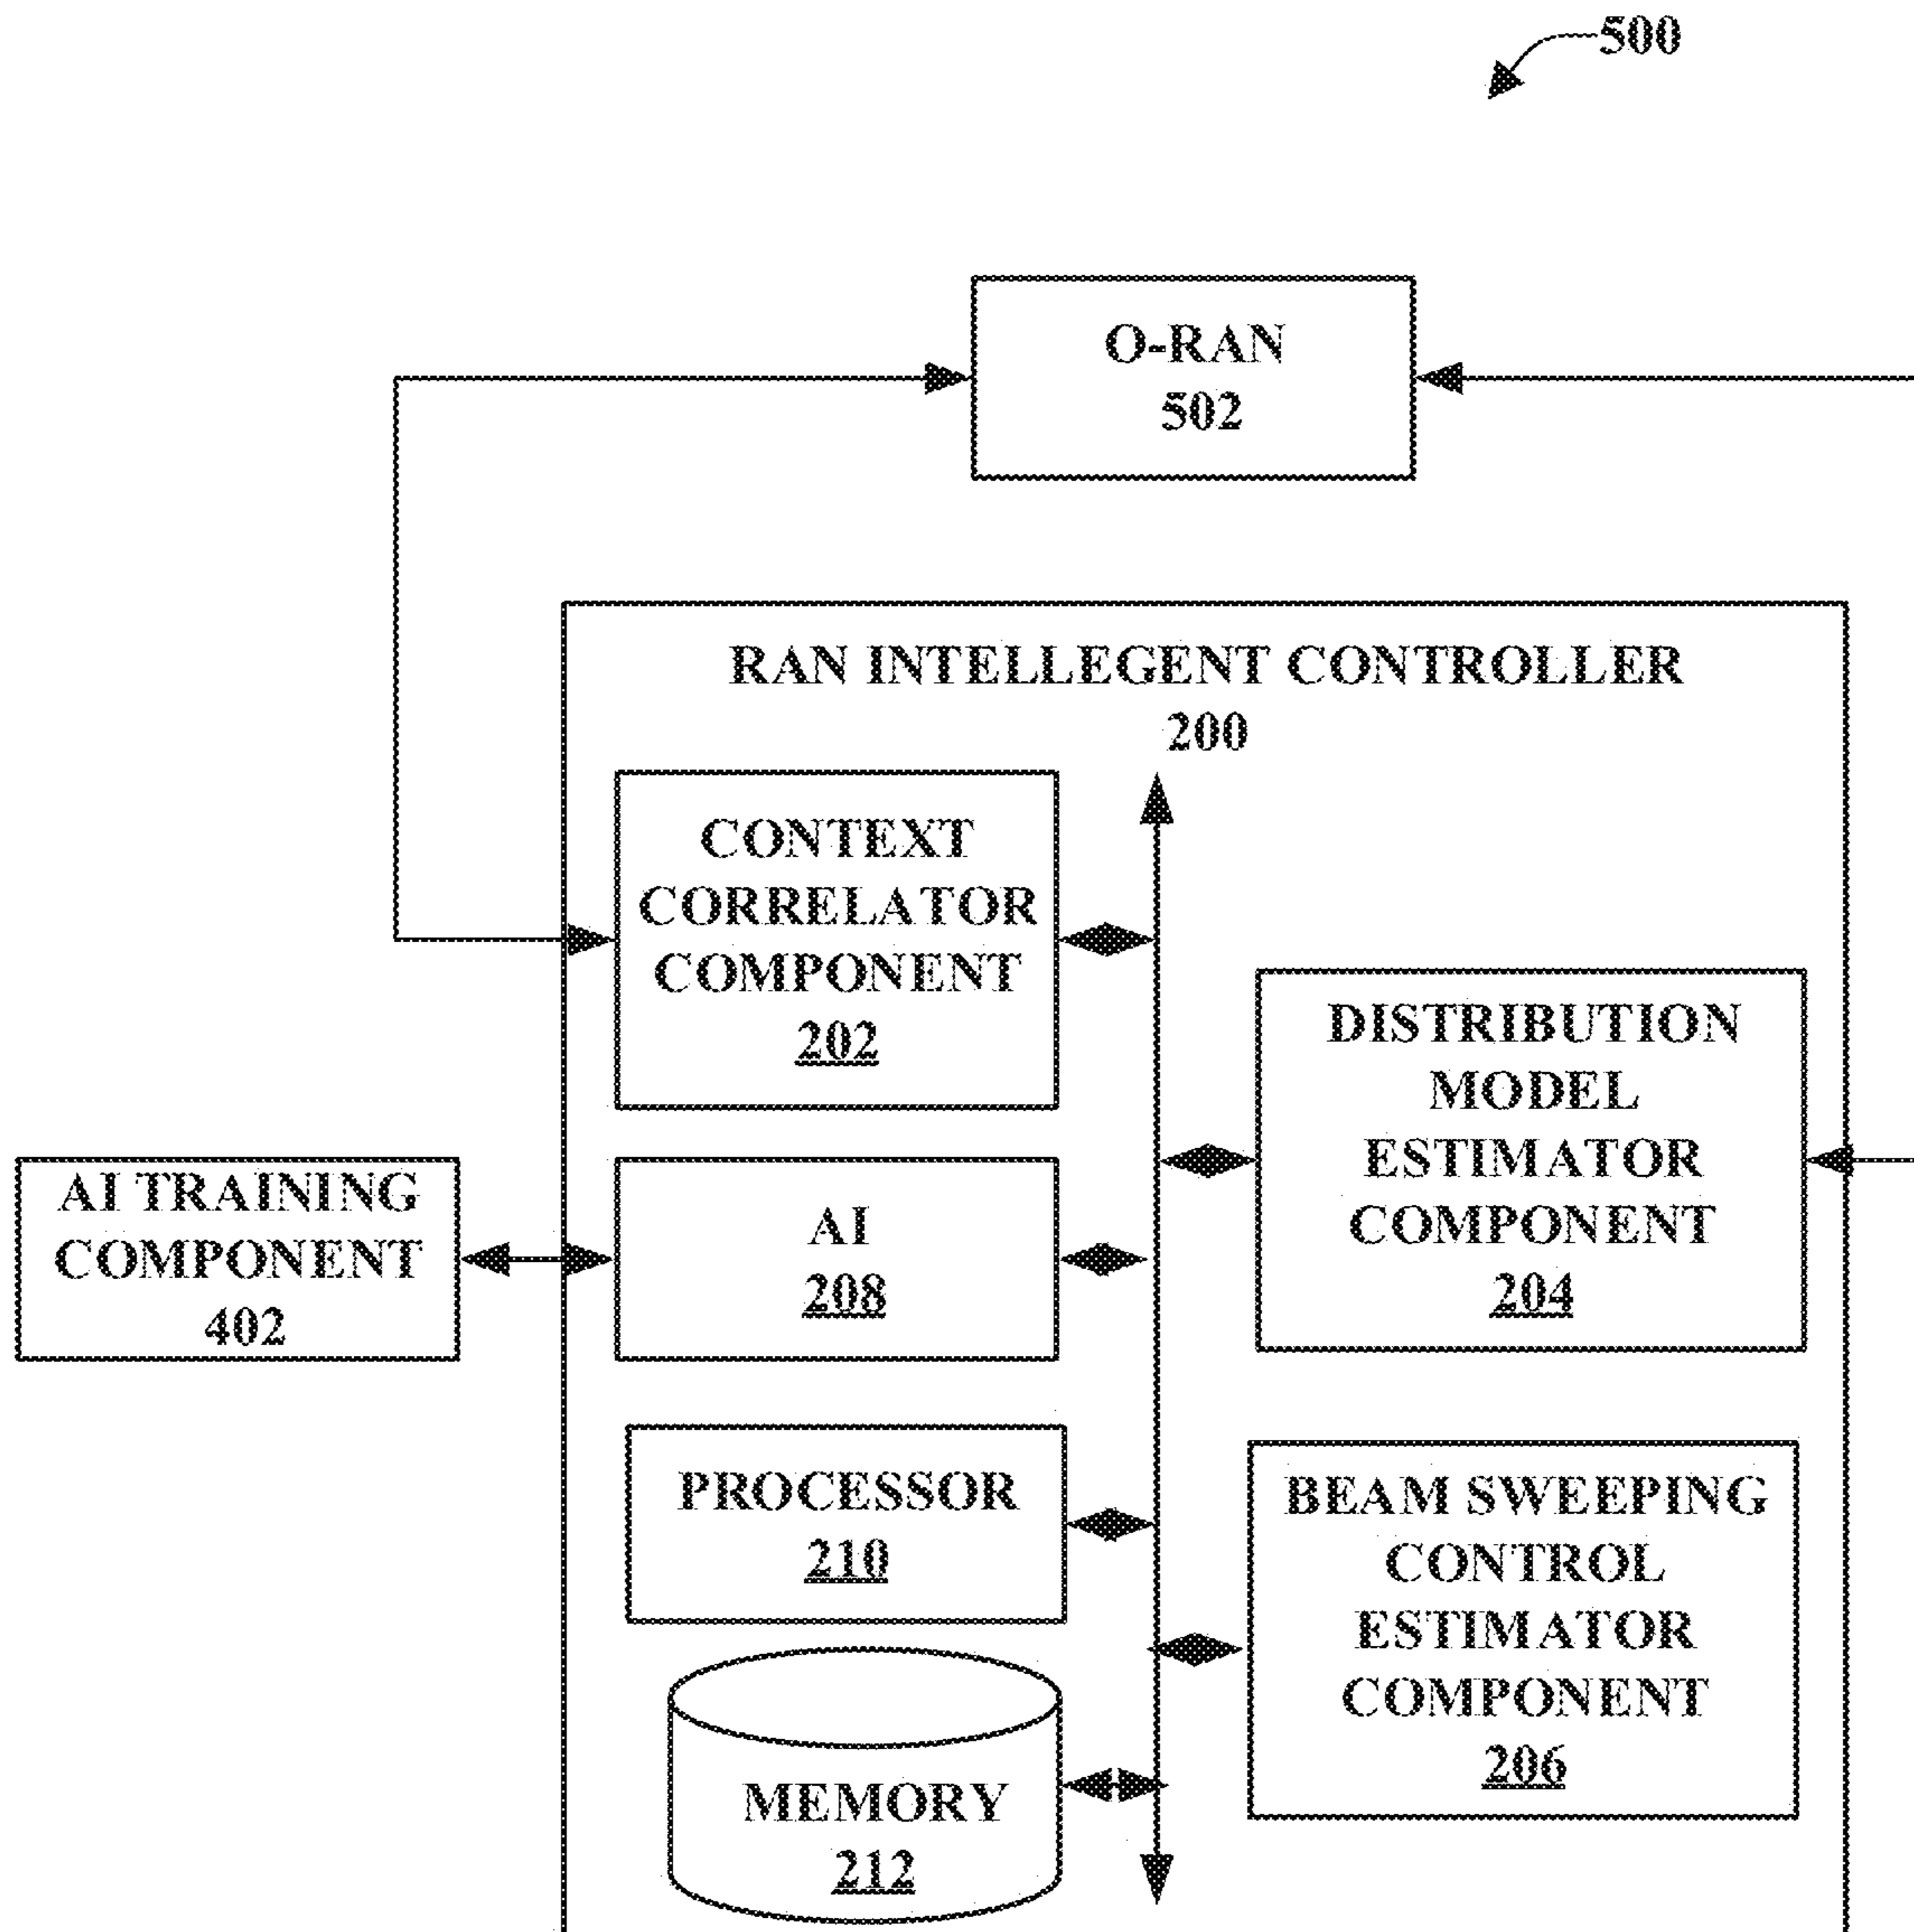 500
O-RAN
502
RAN INTELLEGENT CONTROLLER
200
CONTEXT
CORRELATOR
COMPONENT
202
DISTRIBUTION
MODEL
ESTIMATOR
COMPONENT
204
AI TRAINING
COMPONENT
402
AI
208
PROCESSOR
210
BEAM SWEEPING
CONTROL
ESTIMATOR
COMPONENT
206
MEMORY
212